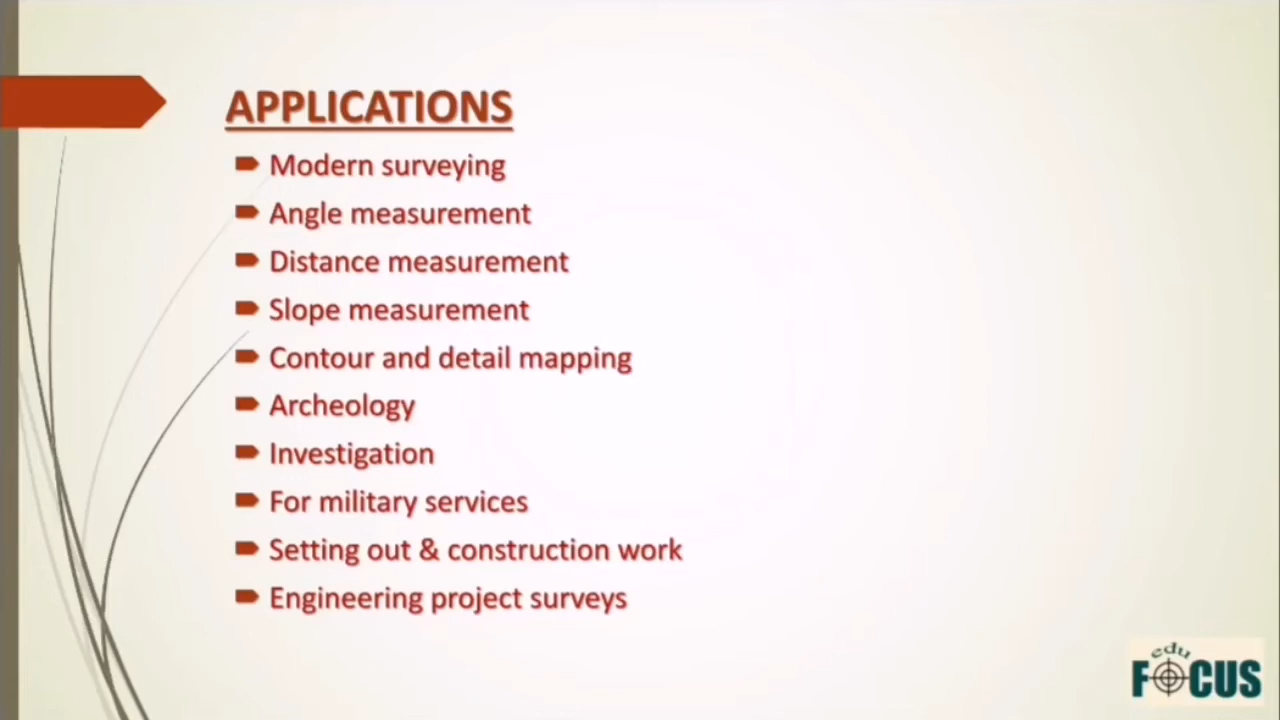 APPLICATIONS
Modern surveying
Angle measurement
Distance measurement
Slope measurement
Contour and detail mapping
Archeology
Investigation
For military services
Setting out & construction work
Engineering project surveys
edu
FOCUS